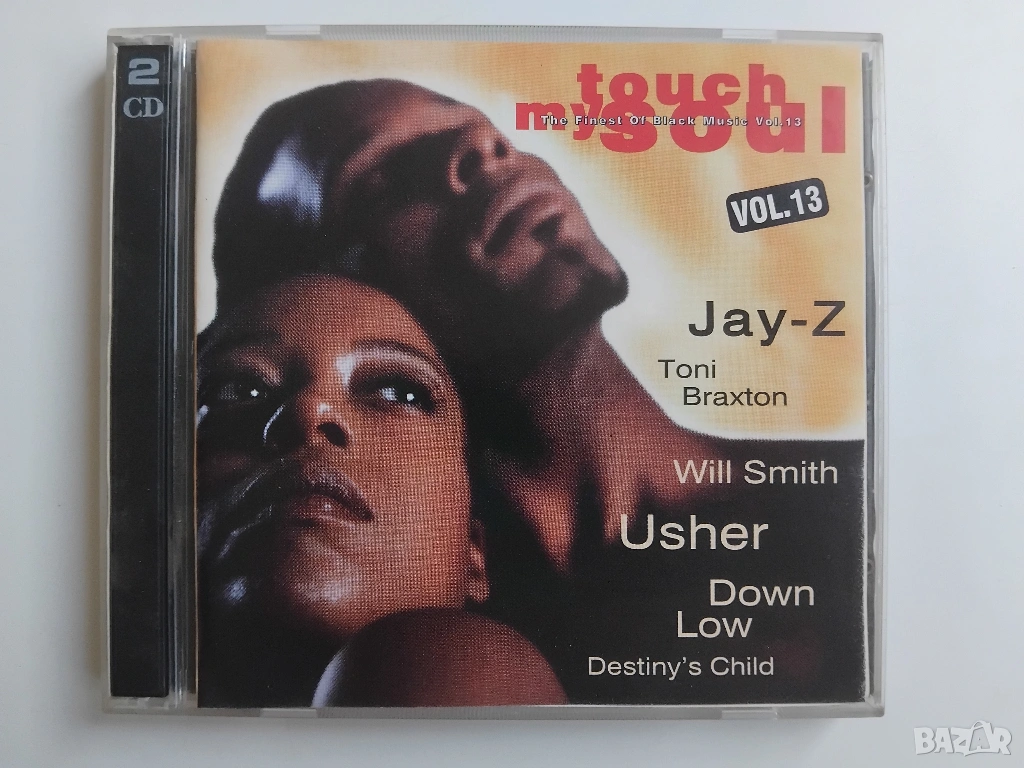 2
CD
touch
my soul
The Finest Of Black Music Vol.13
VOL.13
Jay-Z
Toni
Braxton
Will Smith
Usher
Down
Low
Destiny's Child
BAZAR